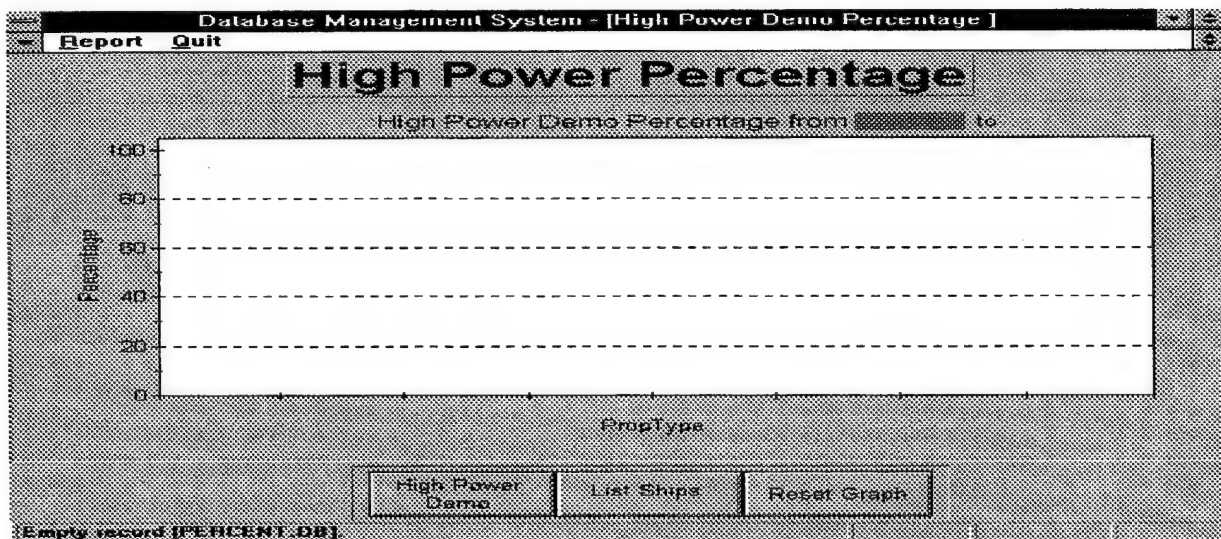 Database Management System - [High Power Demo Percentage ]
Report Quit
High Power Percentage
High Power Demo Percentage from to
100
80
60
40
20
0
Percentage
PropType
High Power Demo
List Ships
Reset Graph
[Empty record [PERCENT.DB].